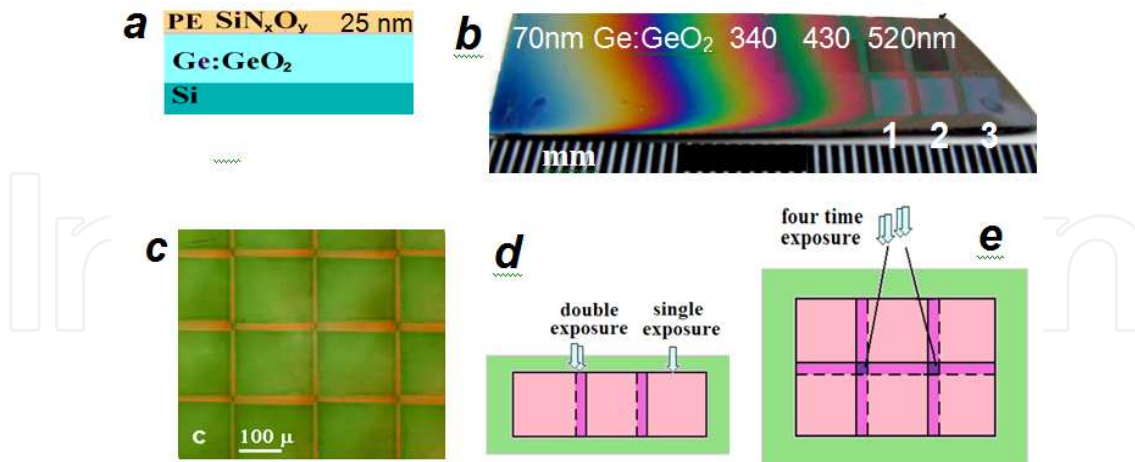 a
PE SiNₓOᵧ 25 nm
Ge:GeO₂
Si
b
70nm Ge:GeO₂ 340 430 520nm
1 2 3
mm
c
c
100 μ
d
double
exposure
single
exposure
e
four time
exposure